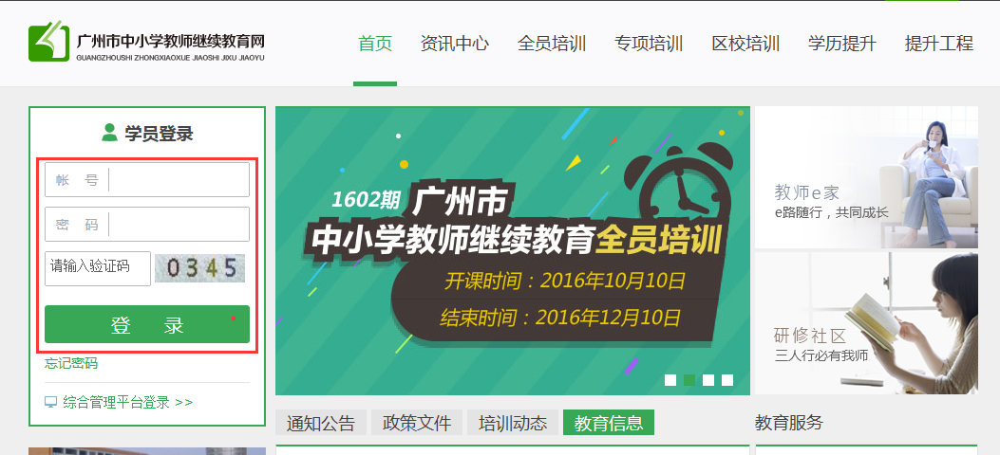 广州市中小学教师继续教育网
GUANGZHOUSHI ZHONGXIAOXUE JIAOSHI JIXU JIAOYU
首页 资讯中心 全员培训 专项培训 区校培训 学历提升 提升工程
学员登录
帐 号
密 码
请输入验证码 0345
登 录
忘记密码
综合管理平台登录 >>
1602期 广州市
中小学教师继续教育全员培训
开课时间：2016年10月10日
结束时间：2016年12月10日
教师e家
e路随行，共同成长
研修社区
三人行必有我师
通知公告 政策文件 培训动态 教育信息
教育服务